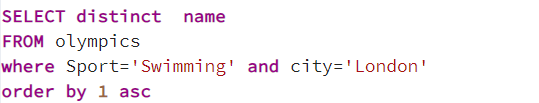 SELECT distinct  name
FROM olympics
where Sport='Swimming' and city='London'
order by 1 asc